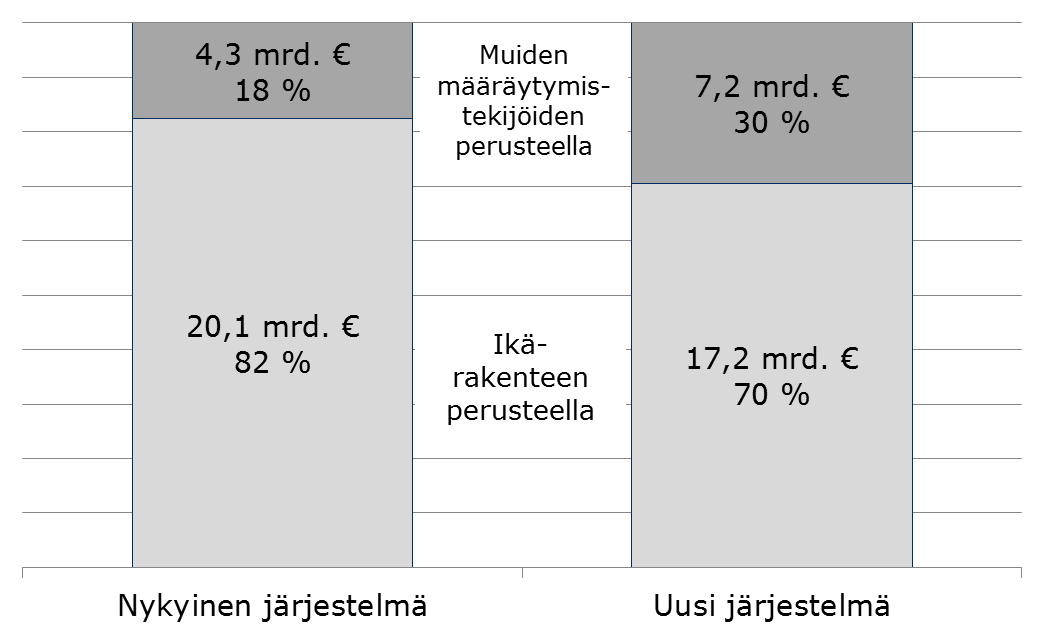 4,3 mrd. €
18 %
Muiden
määräytymis-
tekijöiden
perusteella
7,2 mrd. €
30 %
20,1 mrd. €
82 %
Ikä-
rakenteen
perusteella
17,2 mrd. €
70 %
Nykyinen järjestelmä
Uusi järjestelmä